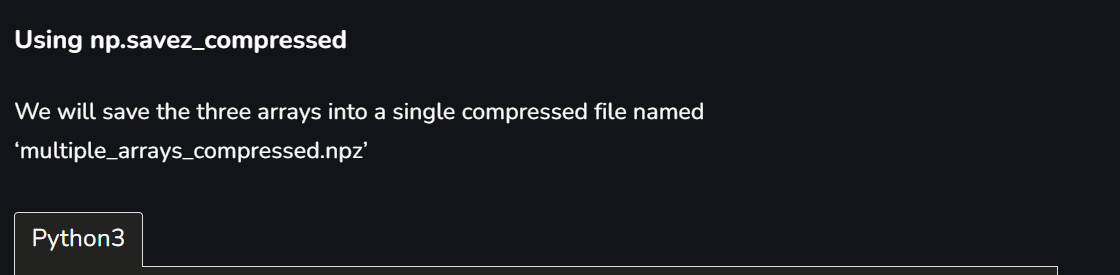 Using np.savez_compressed
We will save the three arrays into a single compressed file named
‘multiple_arrays_compressed.npz’
Python3